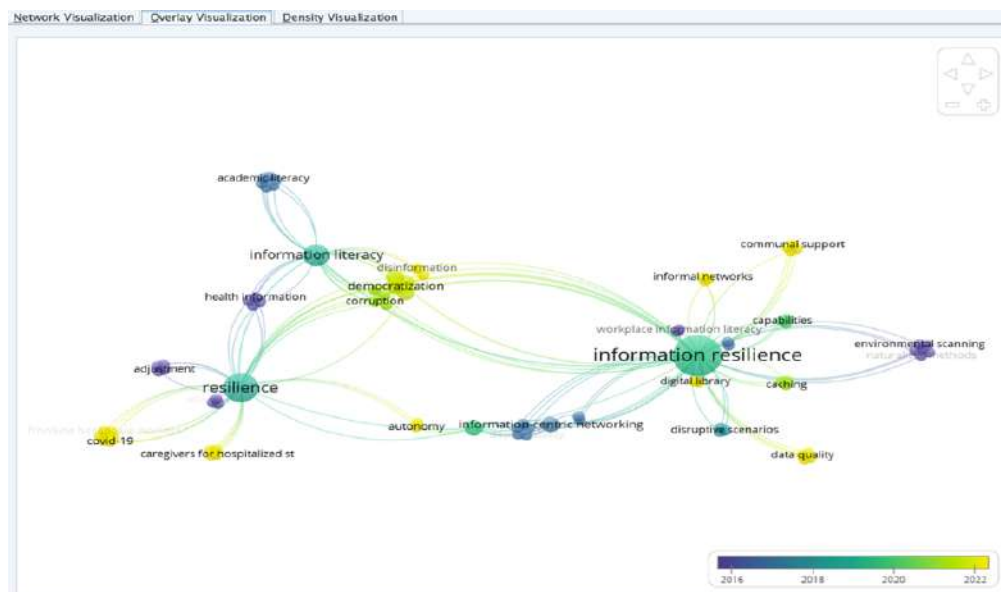 Network Visualization Overlay Visualization Density Visualization
academic literacy
information literacy
communal support
disinformation
informal networks
democratization
health information
corruption
capabilities
workplace information literacy
environmental scanning
information resilience
adjustment
digital library
caching
resilience
autonomy
information-centric networking
disruptive scenarios
covid-19
caregivers for hospitalized st
data quality
2016 2018 2020 2022